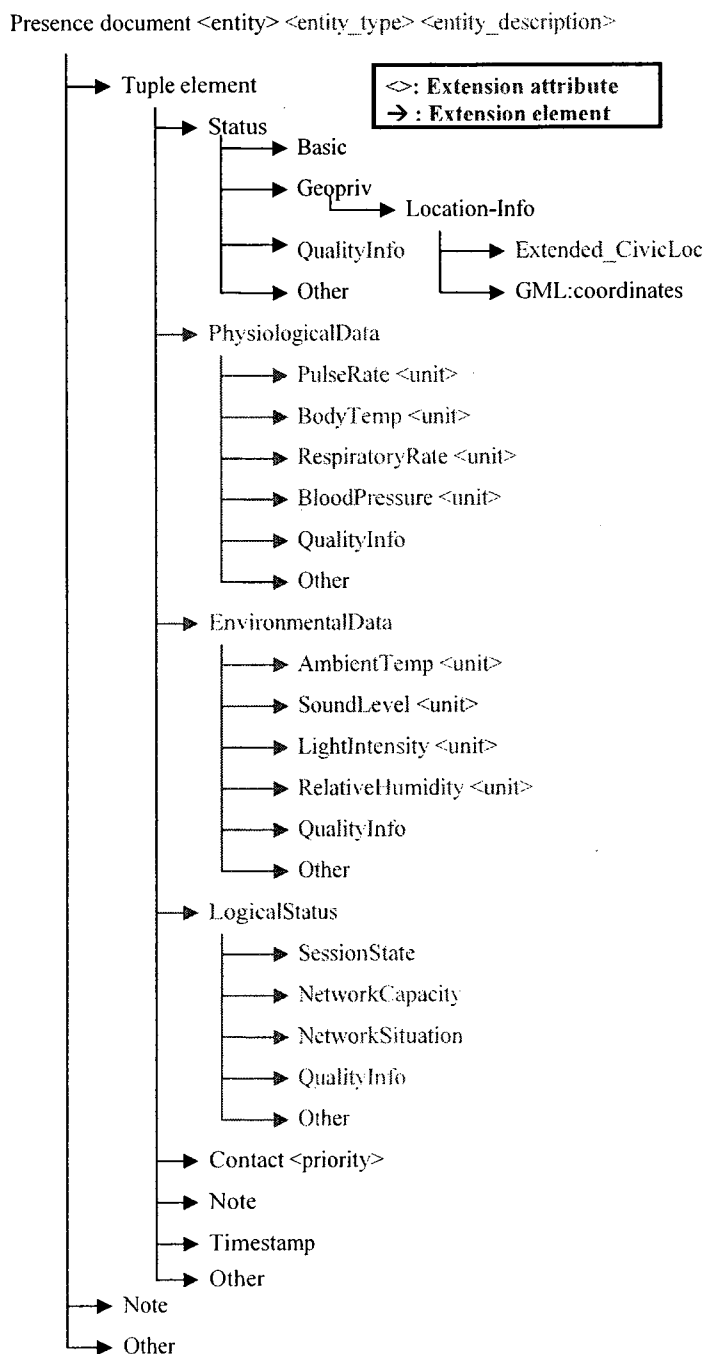 Presence document <entity> <entity_type> <entity_description>
Tuple element
<>: Extension attribute
→ : Extension element
Status
Basic
Geopriv
Location-Info
QualityInfo
Extended_CivicLoc
Other
GML:coordinates
PhysiologicalData
PulseRate <unit>
BodyTemp <unit>
RespiratoryRate <unit>
BloodPressure <unit>
QualityInfo
Other
EnvironmentalData
AmbientTemp <unit>
SoundLevel <unit>
LightIntensity <unit>
RelativeHumidity <unit>
QualityInfo
Other
LogicalStatus
SessionState
NetworkCapacity
NetworkSituation
QualityInfo
Other
Contact <priority>
Note
Timestamp
Other
Note
Other